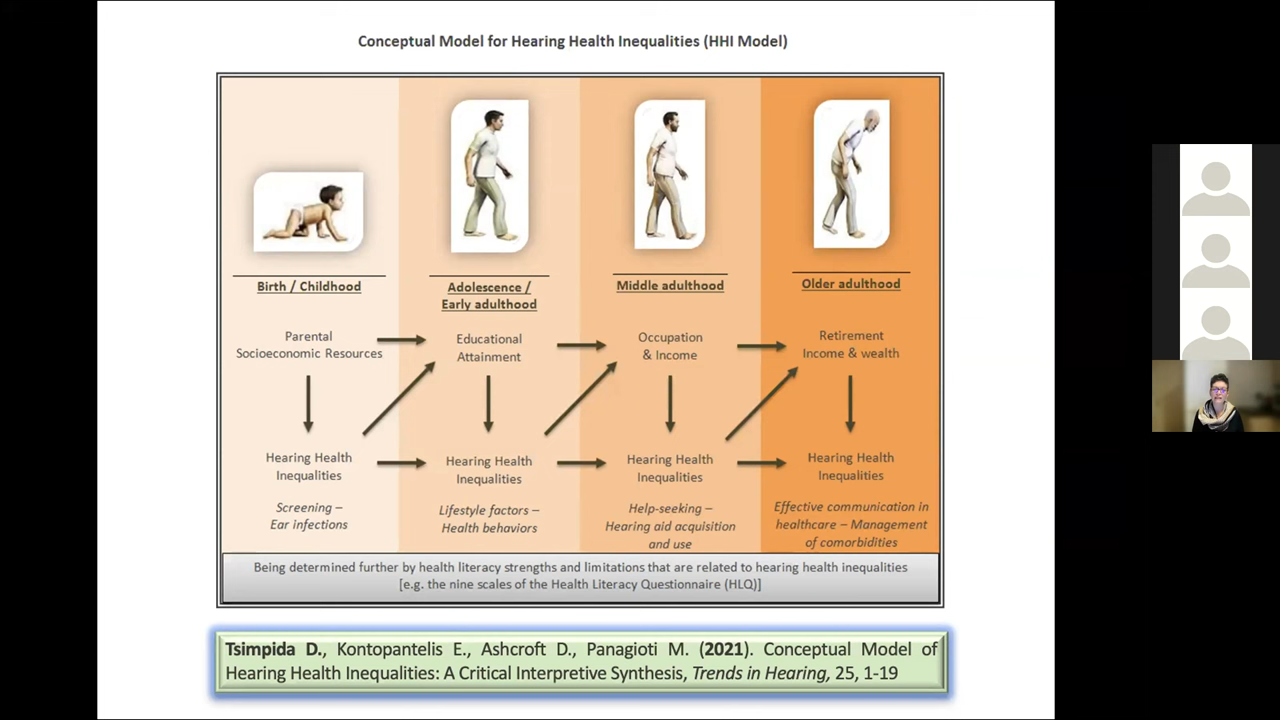 Conceptual Model for Hearing Health Inequalities (HHI Model)
Birth / Childhood
Parental
Socioeconomic Resources
Hearing Health
Inequalities
Screening –
Ear infections
Adolescence /
Early adulthood
Educational
Attainment
Hearing Health
Inequalities
Lifestyle factors –
Health behaviors
Middle adulthood
Occupation
& Income
Hearing Health
Inequalities
Help-seeking –
Hearing aid acquisition
and use
Older adulthood
Retirement
Income & wealth
Hearing Health
Inequalities
Effective communication in
healthcare – Management
of comorbidities
Being determined further by health literacy strengths and limitations that are related to hearing health inequalities
[e.g. the nine scales of the Health Literacy Questionnaire (HLQ)]
Tsimpida D., Kontopantelis E., Ashcroft D., Panagioti M. (2021). Conceptual Model of
Hearing Health Inequalities: A Critical Interpretive Synthesis, Trends in Hearing, 25, 1-19